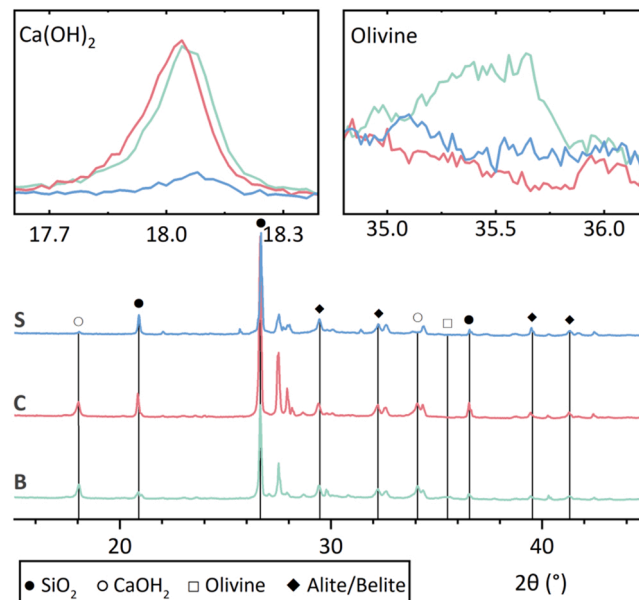 Ca(OH)2
Olivine
17.7 18.0 18.3
35.0 35.5 36.0
S
C
B
20 30 40
2θ (°)
SiO2 CaOH2 Olivine Alite/Belite